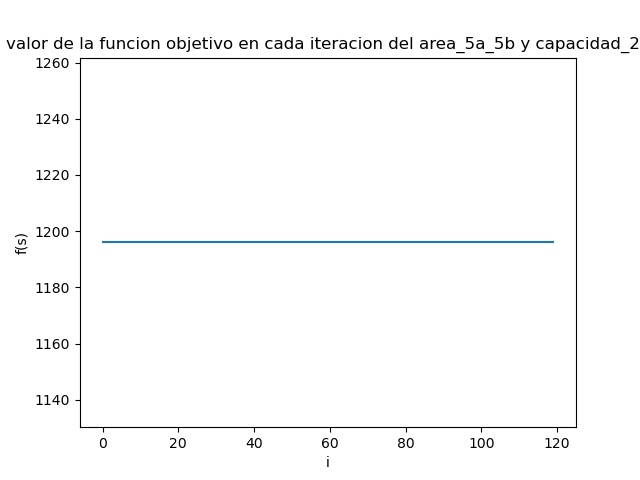 valor de la funcion objetivo en cada iteracion del area_5a_5b y capacidad_2
1260
1240
1220
1200
1180
1160
1140
f(s)
0 20 40 60 80 100 120
i